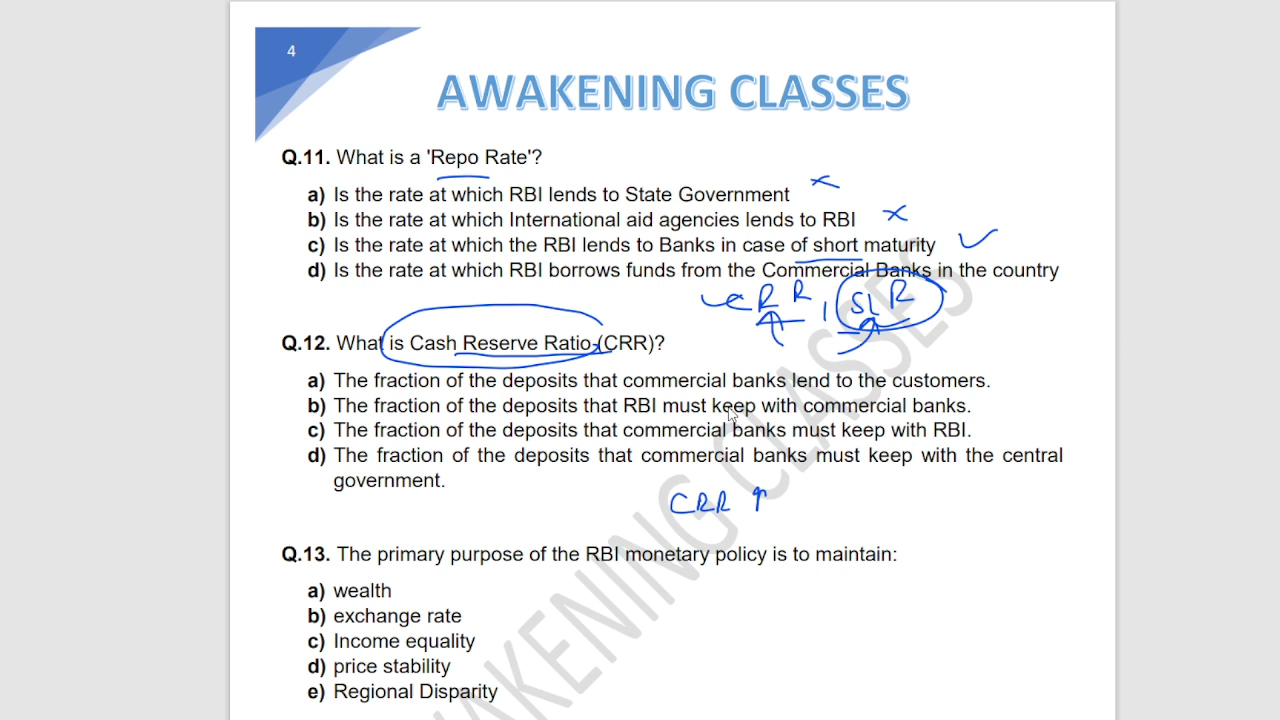 4
AWAKENING CLASSES
Q.11. What is a 'Repo Rate'?
a) Is the rate at which RBI lends to State Government
b) Is the rate at which International aid agencies lends to RBI
c) Is the rate at which the RBI lends to Banks in case of short maturity
d) Is the rate at which RBI borrows funds from the Commercial Banks in the country
CRR, SLR
Q.12. What is Cash Reserve Ratio (CRR)?
a) The fraction of the deposits that commercial banks lend to the customers.
b) The fraction of the deposits that RBI must keep with commercial banks.
c) The fraction of the deposits that commercial banks must keep with RBI.
d) The fraction of the deposits that commercial banks must keep with the central
government.
CRR ↑
Q.13. The primary purpose of the RBI monetary policy is to maintain:
a) wealth
b) exchange rate
c) Income equality
d) price stability
e) Regional Disparity
AWAKENING CLASSES